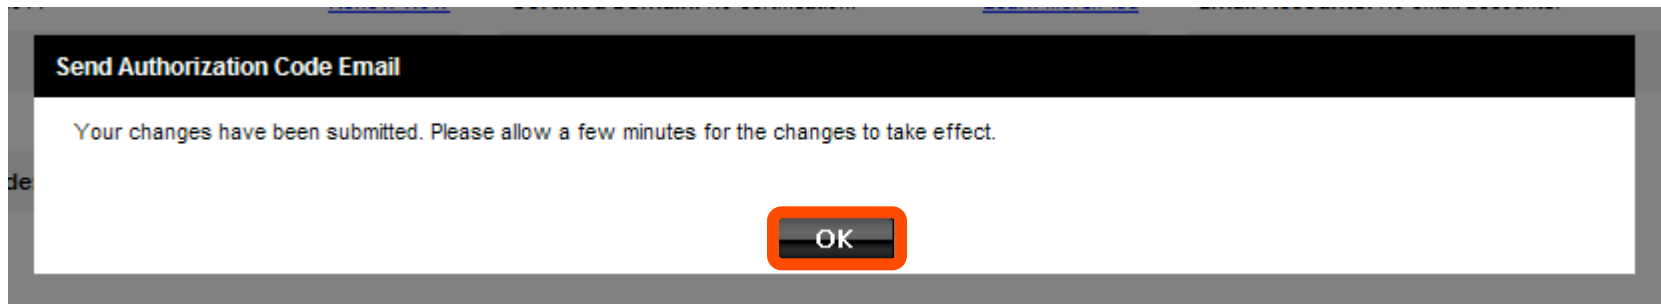 Send Authorization Code Email
Your changes have been submitted. Please allow a few minutes for the changes to take effect.
OK